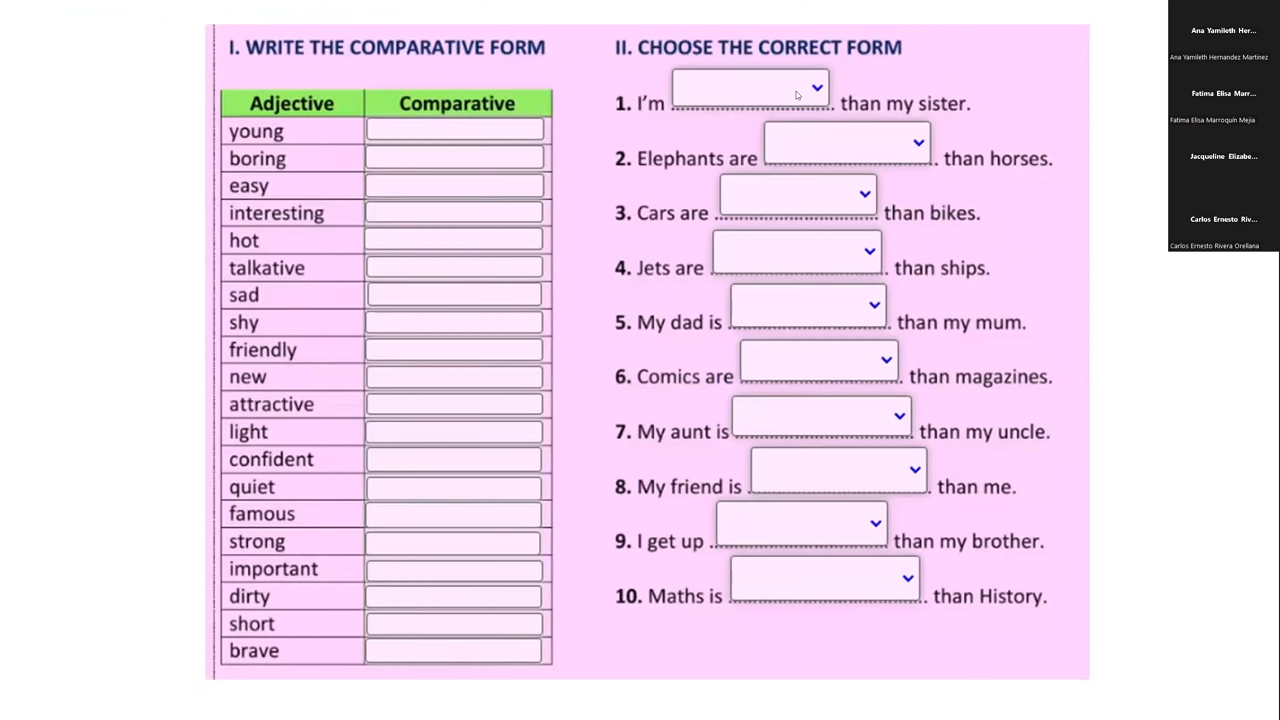 I. WRITE THE COMPARATIVE FORM
Adjective Comparative
young
boring
easy
interesting
hot
talkative
sad
shy
friendly
new
attractive
light
confident
quiet
famous
strong
important
dirty
short
brave
II. CHOOSE THE CORRECT FORM
1. I'm than my sister.
2. Elephants are than horses.
3. Cars are than bikes.
4. Jets are than ships.
5. My dad is than my mum.
6. Comics are than magazines.
7. My aunt is than my uncle.
8. My friend is than me.
9. I get up than my brother.
10. Maths is than History.
Ana Yamileth Her...
Ana Yamileth Hernandez Martinez
Fatima Elisa Marr...
Fatima Elisa Marroquin Mejia
Jacqueline Elizabe...
Carlos Ernesto Riv...
Carlos Ernesto Rivera Orellana